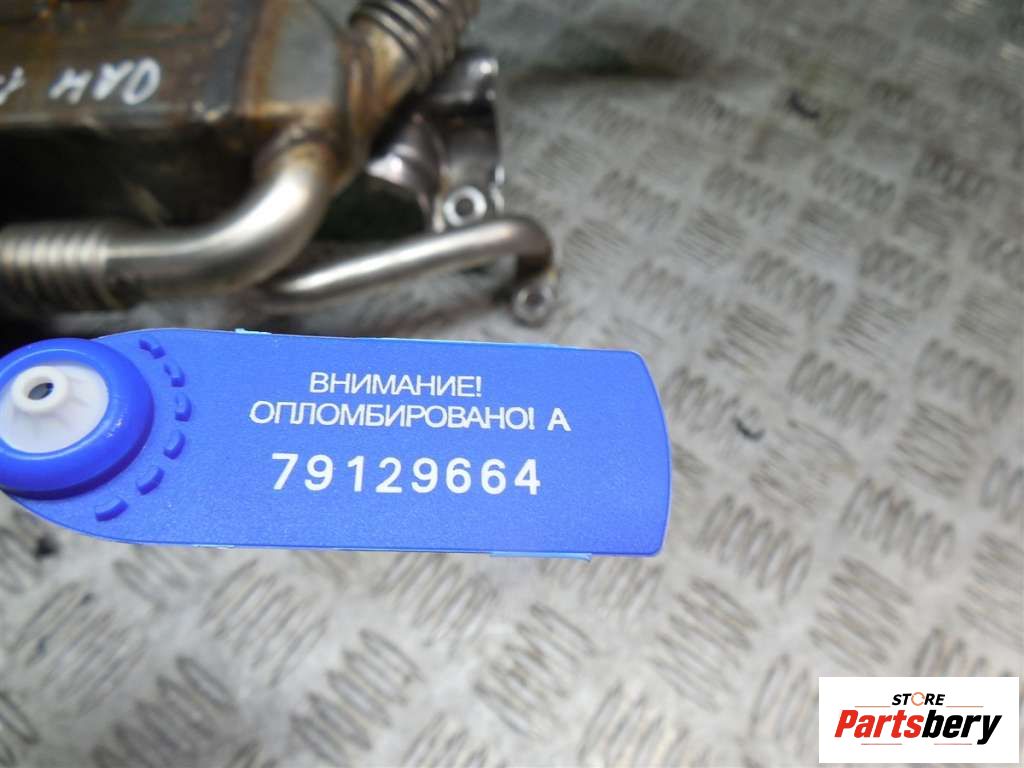 ВНИМАНИЕ!
ОПЛОМБИРОВАНО! А
79129664
STORE
Partsbery